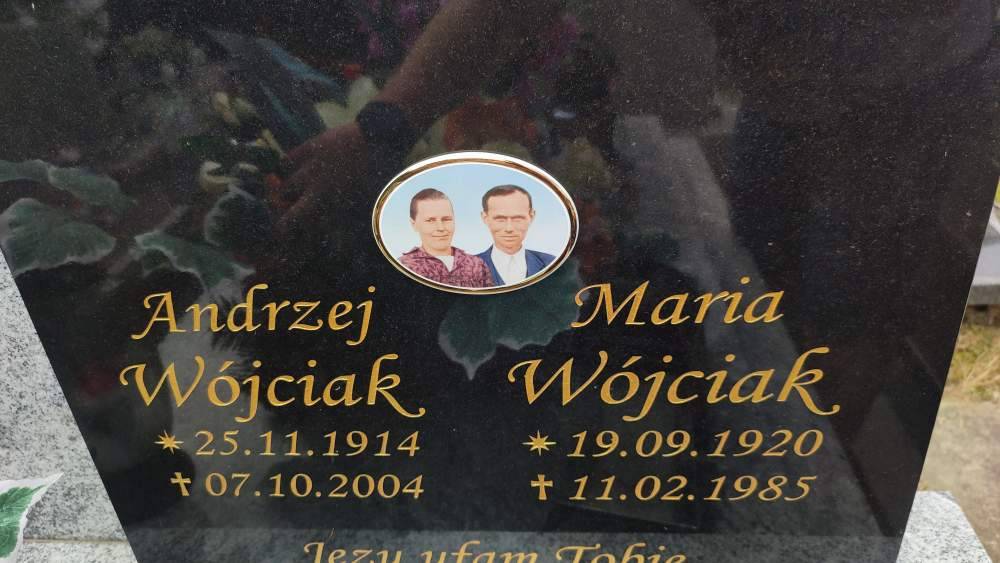 Andrzej
Wójciak
✴ 25.11.1914
✝ 07.10.2004
Maria
Wójciak
✴ 19.09.1920
✝ 11.02.1985
Jezu ufam Tobie